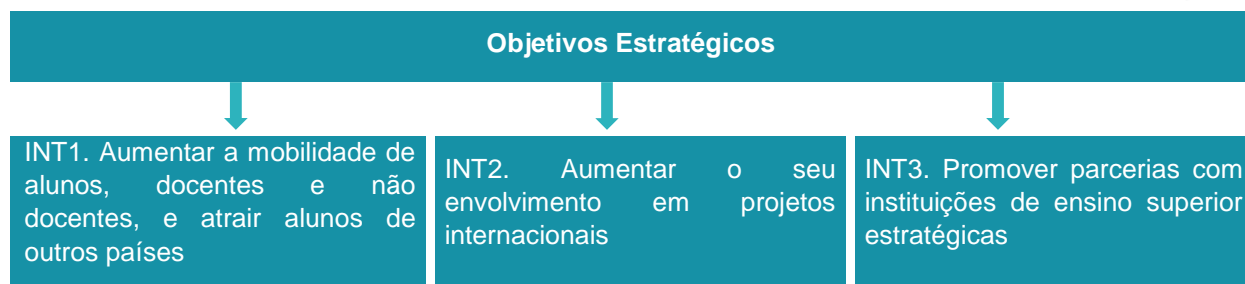 Objetivos Estratégicos
INT1. Aumentar a mobilidade de
alunos, docentes e não
docentes, e atrair alunos de
outros países
INT2. Aumentar o seu
envolvimento em projetos
internacionais
INT3. Promover parcerias com
instituições de ensino superior
estratégicas